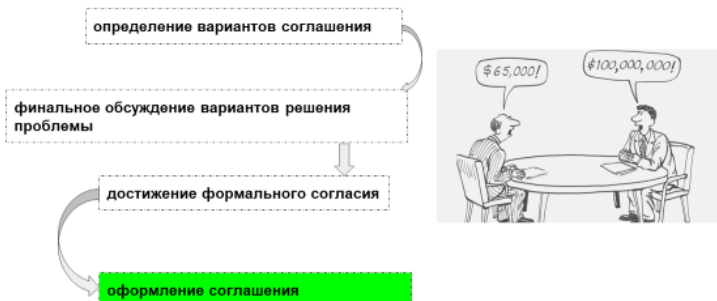 определение вариантов соглашения
финальное обсуждение вариантов решения
проблемы
достижение формального согласия
оформление соглашения
$65,000!
$100,000,000!